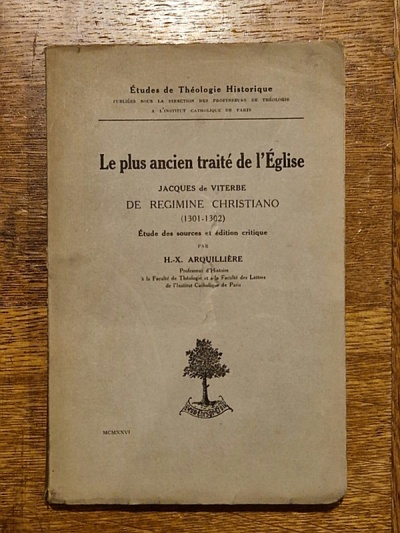 Études de Théologie Historique
PUBLIÉES SOUS LA DIRECTION DES PROFESSEURS DE THÉOLOGIE
A L'INSTITUT CATHOLIQUE DE PARIS
Le plus ancien traité de l'Église
JACQUES de VITERBE
DE REGIMINE CHRISTIANO
(1301-1302)
Étude des sources et édition critique
PAR
H.-X. ARQUILLIÈRE
Professeur d'Histoire
à la Faculté de Théologie et à la Faculté des Lettres
de l'Institut Catholique de Paris
MCMXXVI